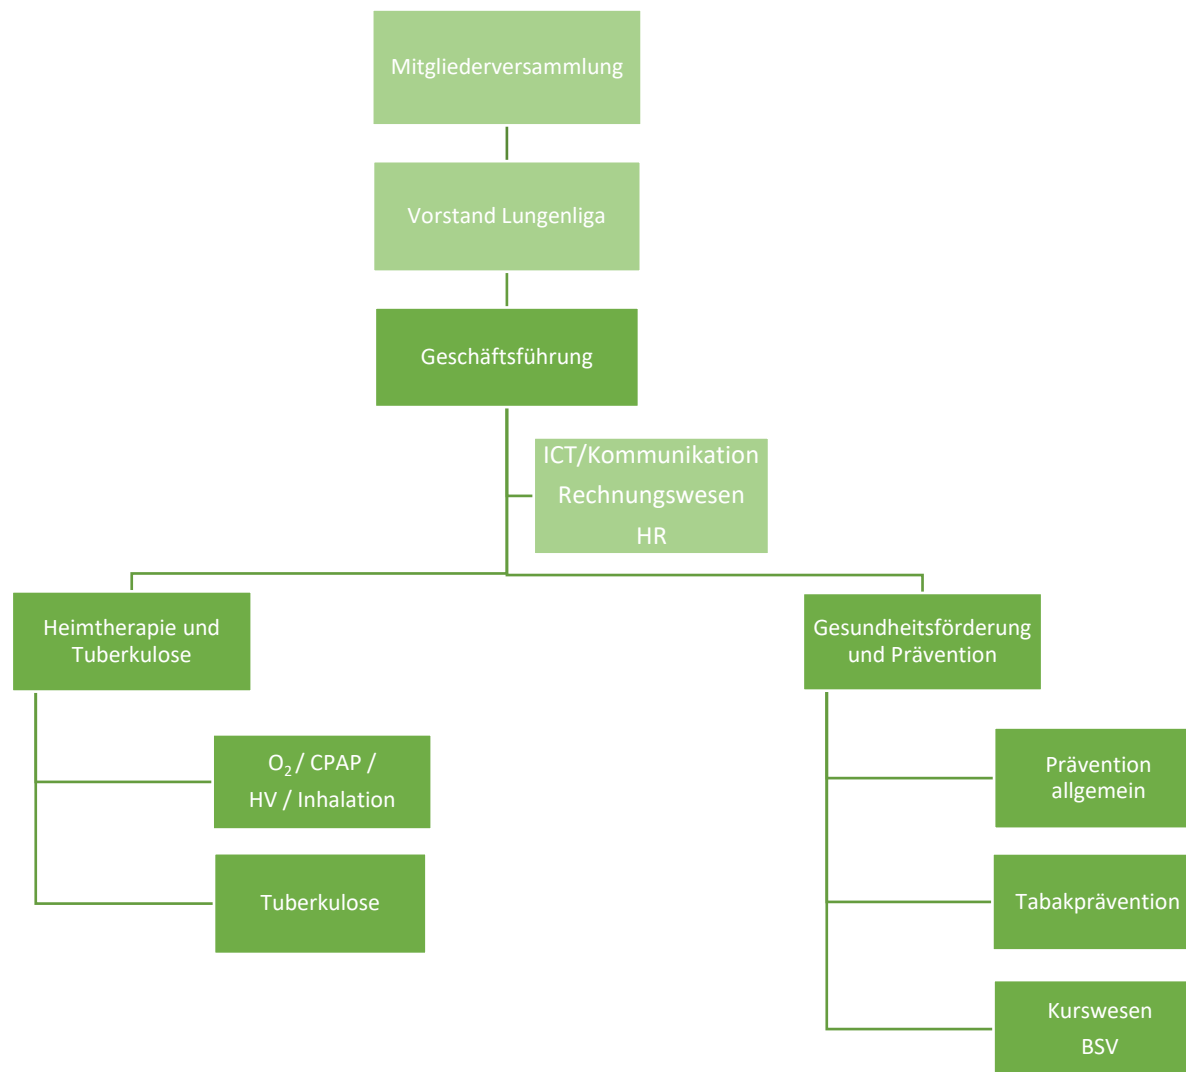 Mitgliederversammlung
Vorstand Lungenliga
Geschäftsführung
ICT/Kommunikation
Rechnungswesen
HR
Heimtherapie und
Tuberkulose
O₂ / CPAP /
HV / Inhalation
Tuberkulose
Gesundheitsförderung
und Prävention
Prävention
allgemein
Tabakprävention
Kurswesen
BSV